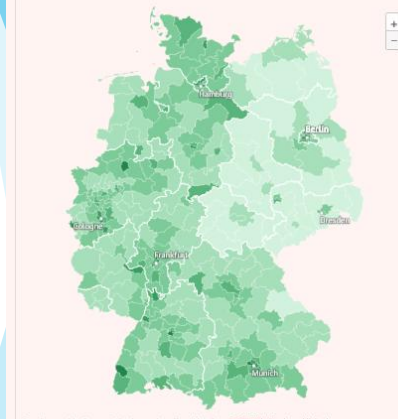 +
−
Hamburg
Berlin
Cologne
Dresden
Frankfurt
Munich